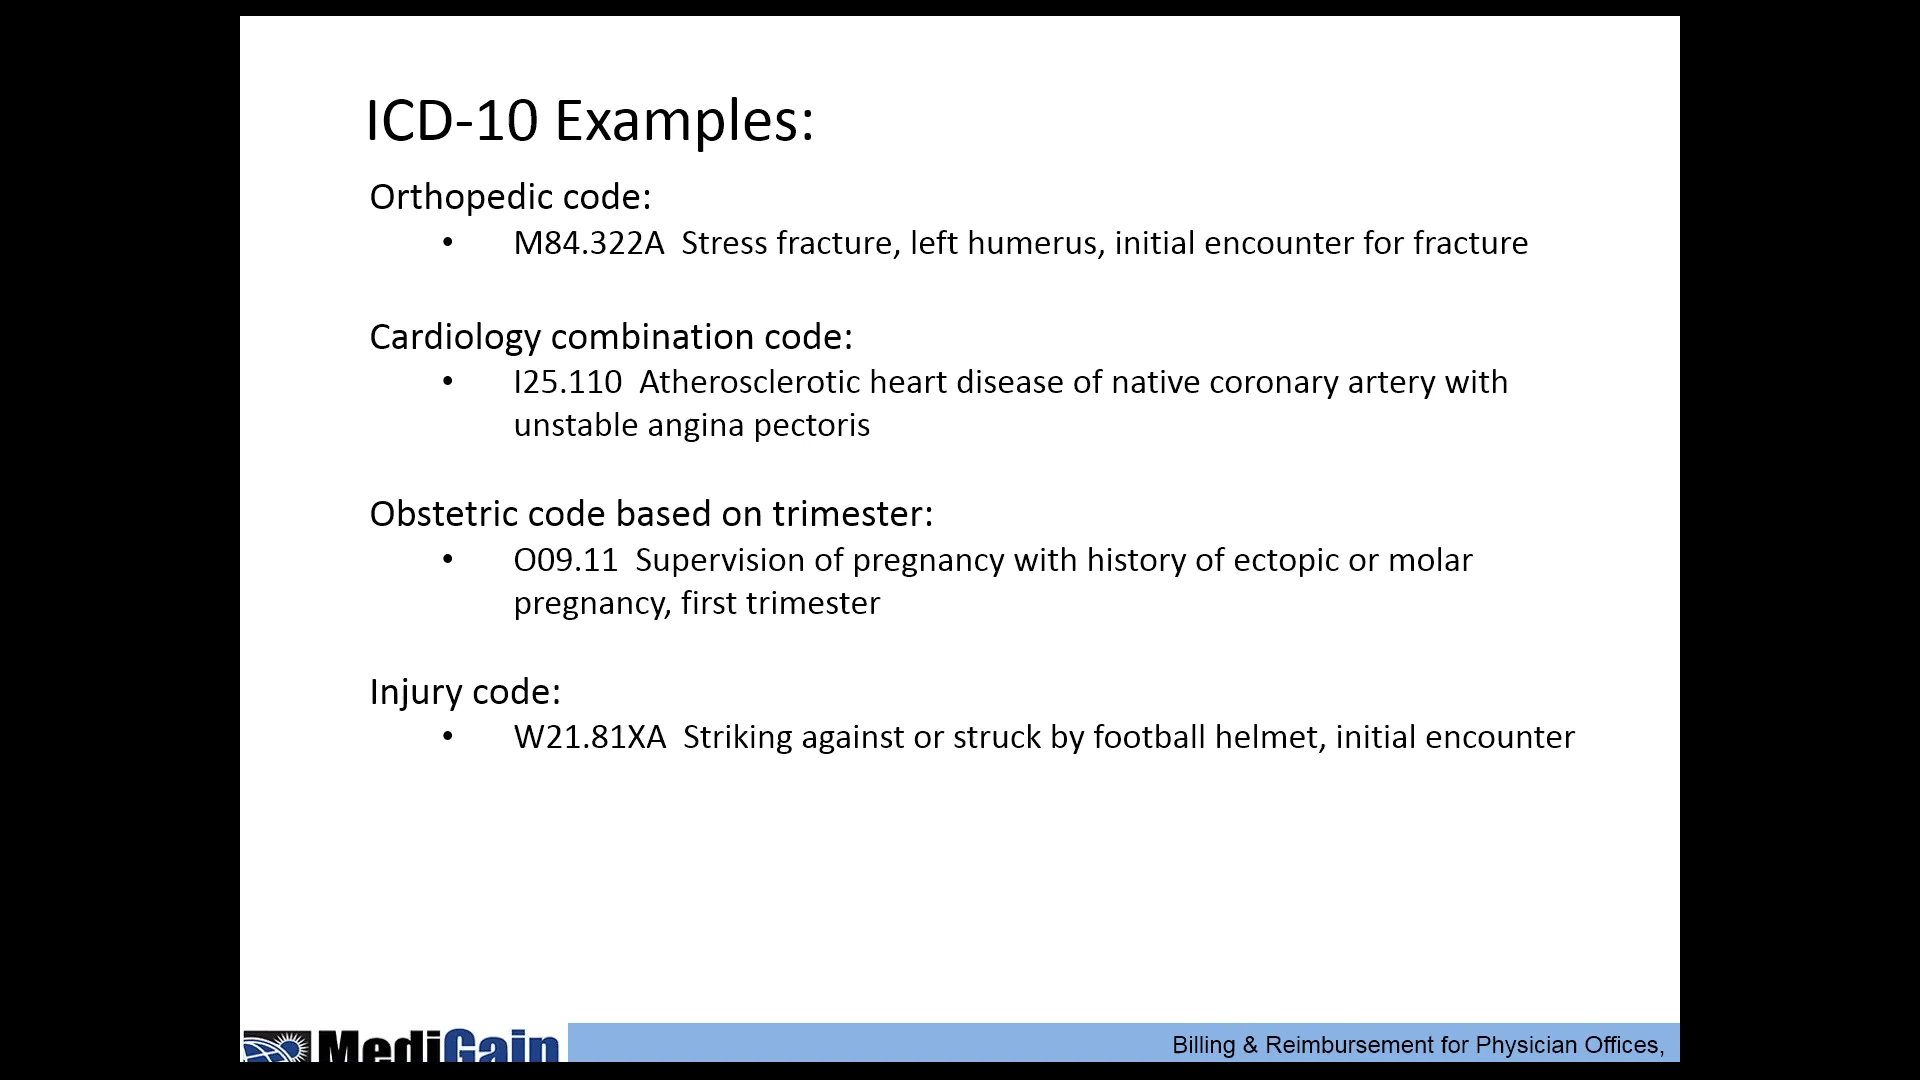 ICD-10 Examples:
Orthopedic code:
• M84.322A Stress fracture, left humerus, initial encounter for fracture
Cardiology combination code:
• I25.110 Atherosclerotic heart disease of native coronary artery with
unstable angina pectoris
Obstetric code based on trimester:
• O09.11 Supervision of pregnancy with history of ectopic or molar
pregnancy, first trimester
Injury code:
• W21.81XA Striking against or struck by football helmet, initial encounter
MediGain
Billing & Reimbursement for Physician Offices,